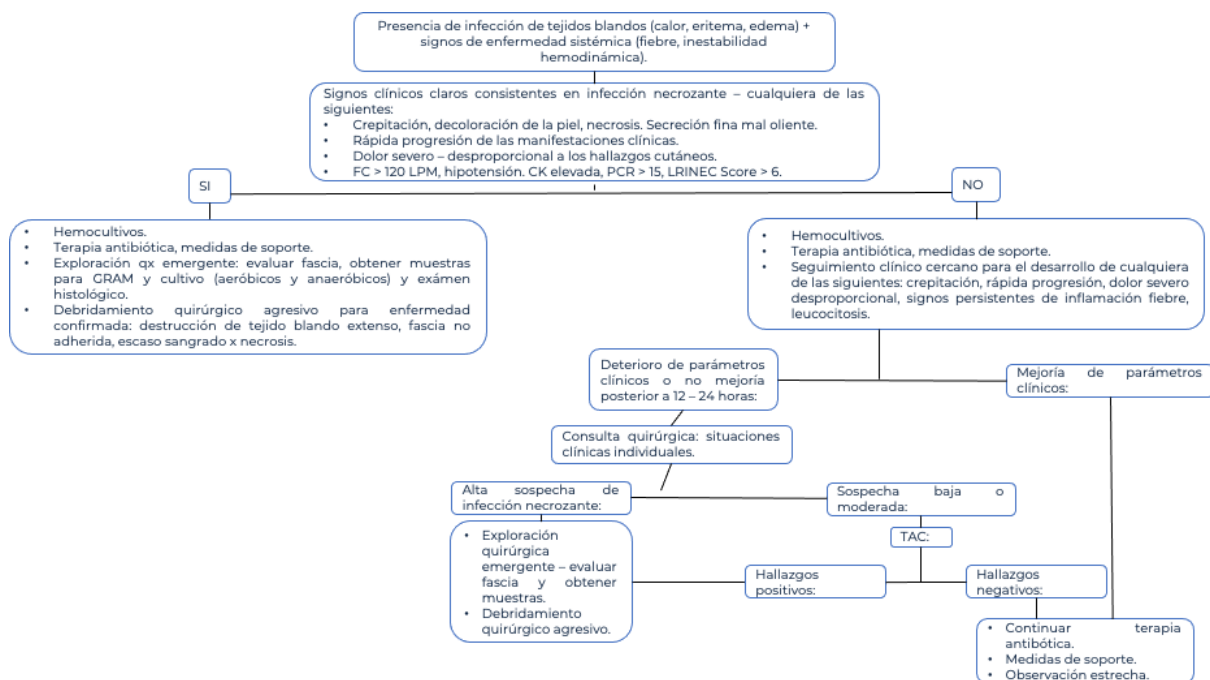 Presencia de infección de tejidos blandos (calor, eritema, edema) +
signos de enfermedad sistémica (fiebre, inestabilidad
hemodinámica).
Signos clínicos claros consistentes en infección necrozante – cualquiera de las
siguientes:
• Crepitación, decoloración de la piel, necrosis. Secreción fina mal oliente.
• Rápida progresión de las manifestaciones clínicas.
• Dolor severo – desproporcional a los hallazgos cutáneos.
• FC > 120 LPM, hipotensión. CK elevada, PCR > 15, LRINEC Score > 6.
SI
NO
• Hemocultivos.
• Terapia antibiótica, medidas de soporte.
• Exploración qx emergente: evaluar fascia, obtener muestras
para GRAM y cultivo (aeróbicos y anaeróbicos) y exámen
histológico.
• Debridamiento quirúrgico agresivo para enfermedad
confirmada: destrucción de tejido blando extenso, fascia no
adherida, escaso sangrado x necrosis.
• Hemocultivos.
• Terapia antibiótica, medidas de soporte.
• Seguimiento clínico cercano para el desarrollo de cualquiera
de las siguientes: crepitación, rápida progresión, dolor severo
desproporcional, signos persistentes de inflamación fiebre,
leucocitosis.
Deterioro de parámetros
clínicos o no mejoría
posterior a 12 – 24 horas:
Mejoría de parámetros
clínicos:
Consulta quirúrgica: situaciones
clínicas individuales.
Alta sospecha de
infección necrozante:
Sospecha baja o
moderada:
TAC:
• Exploración
quirúrgica
emergente – evaluar
fascia y obtener
muestras.
• Debridamiento
quirúrgico agresivo.
Hallazgos
positivos:
Hallazgos
negativos:
• Continuar terapia
antibótica.
• Medidas de soporte.
• Observación estrecha.